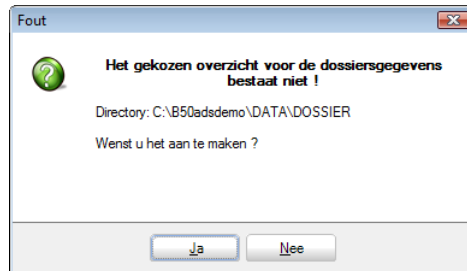 Fout
Het gekozen overzicht voor de dossiersgegevens
bestaat niet !
Directory: C:\B50adsdemo\DATA\DOSSIER
Wenst u het aan te maken ?
Ja
Nee